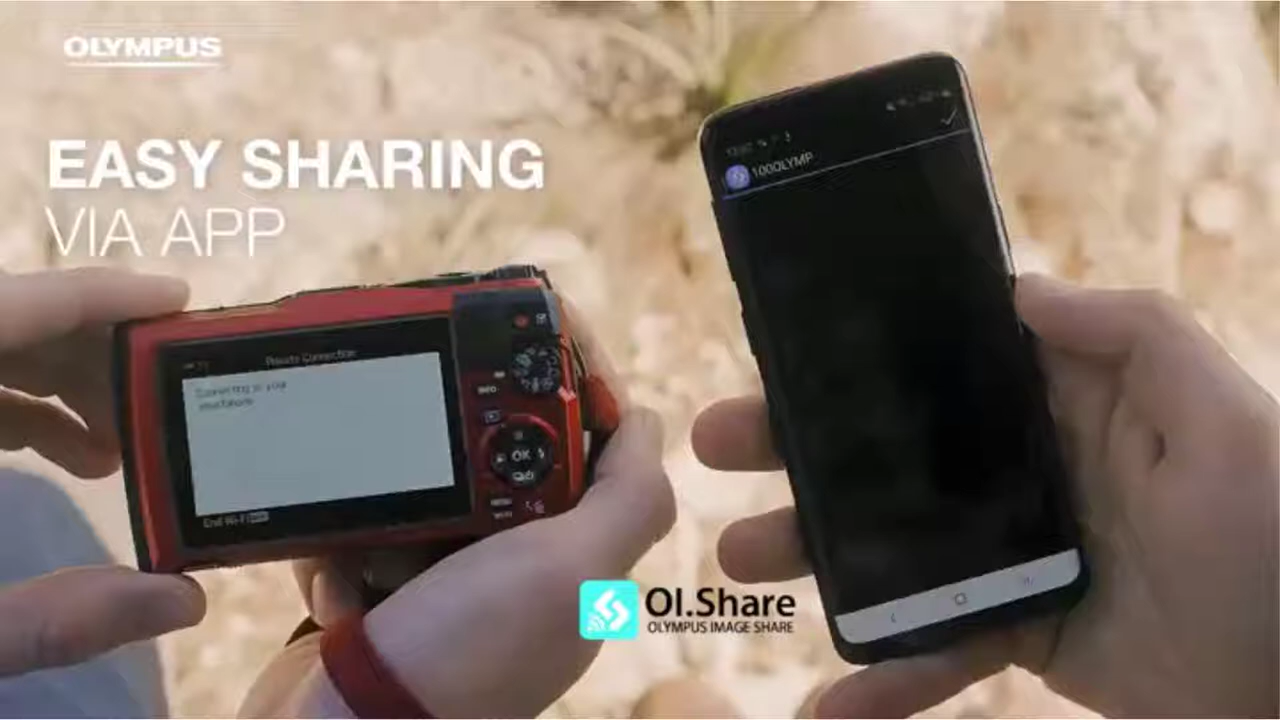 OLYMPUS
EASY SHARING
VIA APP
100OLYMP
Private Connection
Connecting to your
smartphone
INFO
OK
End Wi-Fi
MENU
OI.Share
OLYMPUS IMAGE SHARE